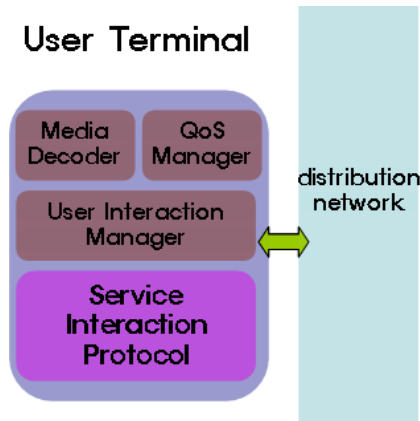 User Terminal
Media
Decoder
QoS
Manager
User Interaction
Manager
Service
Interaction
Protocol
distribution
network